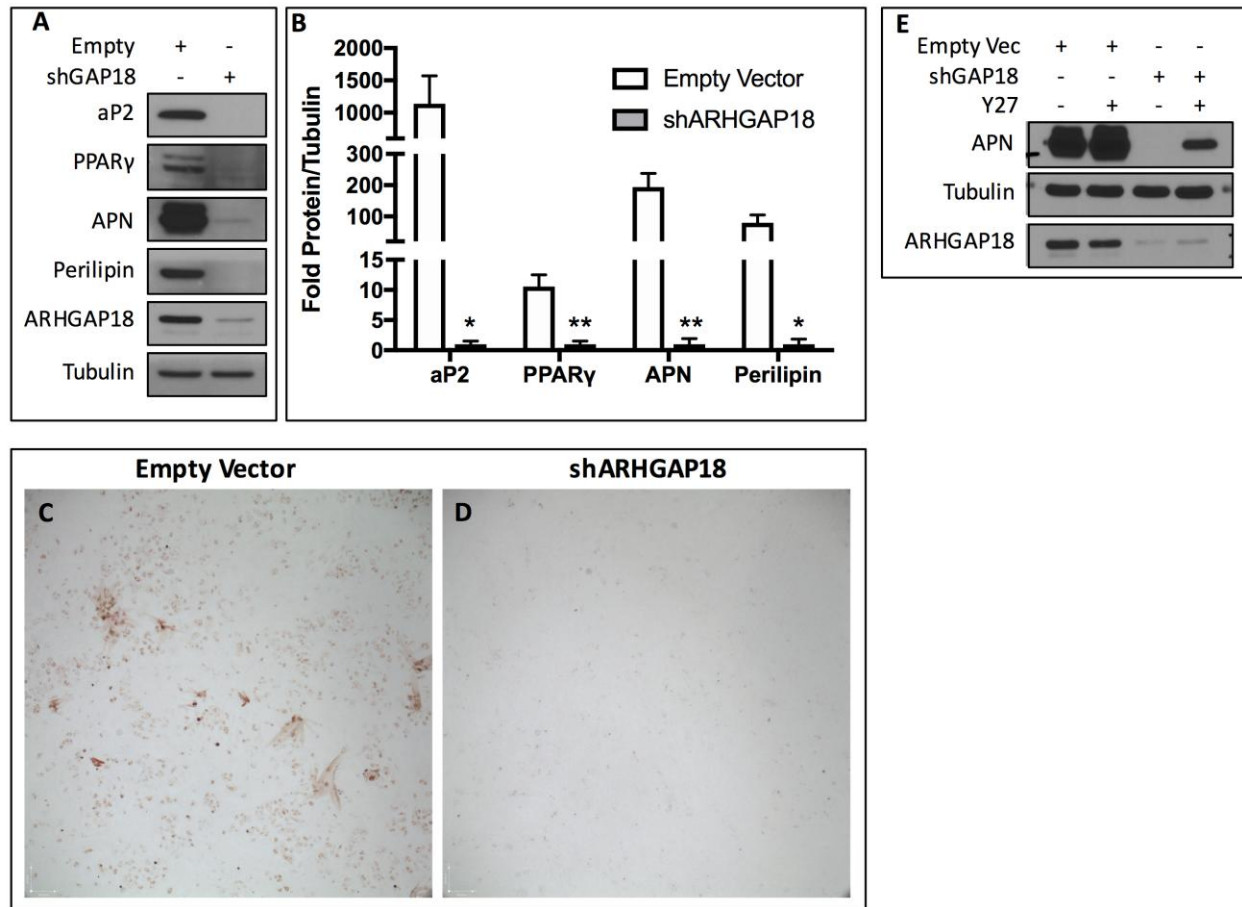 A
Empty + -
shGAP18 - +
aP2
PPARγ
APN
Perilipin
ARHGAP18
Tubulin
B
Fold Protein/Tubulin
2000
1500
1000
300
200
100
15
10
5
0
Empty Vector
shARHGAP18
* ** ** *
aP2 PPARγ APN Perilipin
E
Empty Vec + + - -
shGAP18 - - + +
Y27 - + - +
APN
Tubulin
ARHGAP18
Empty Vector shARHGAP18
C D